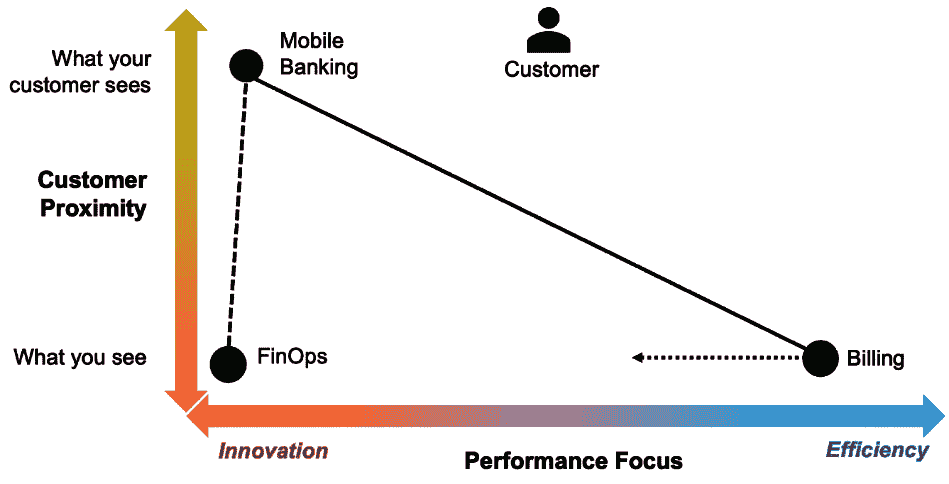 Mobile
Banking
Customer
What your
customer sees
Customer
Proximity
What you see
FinOps
Billing
Innovation
Efficiency
Performance Focus